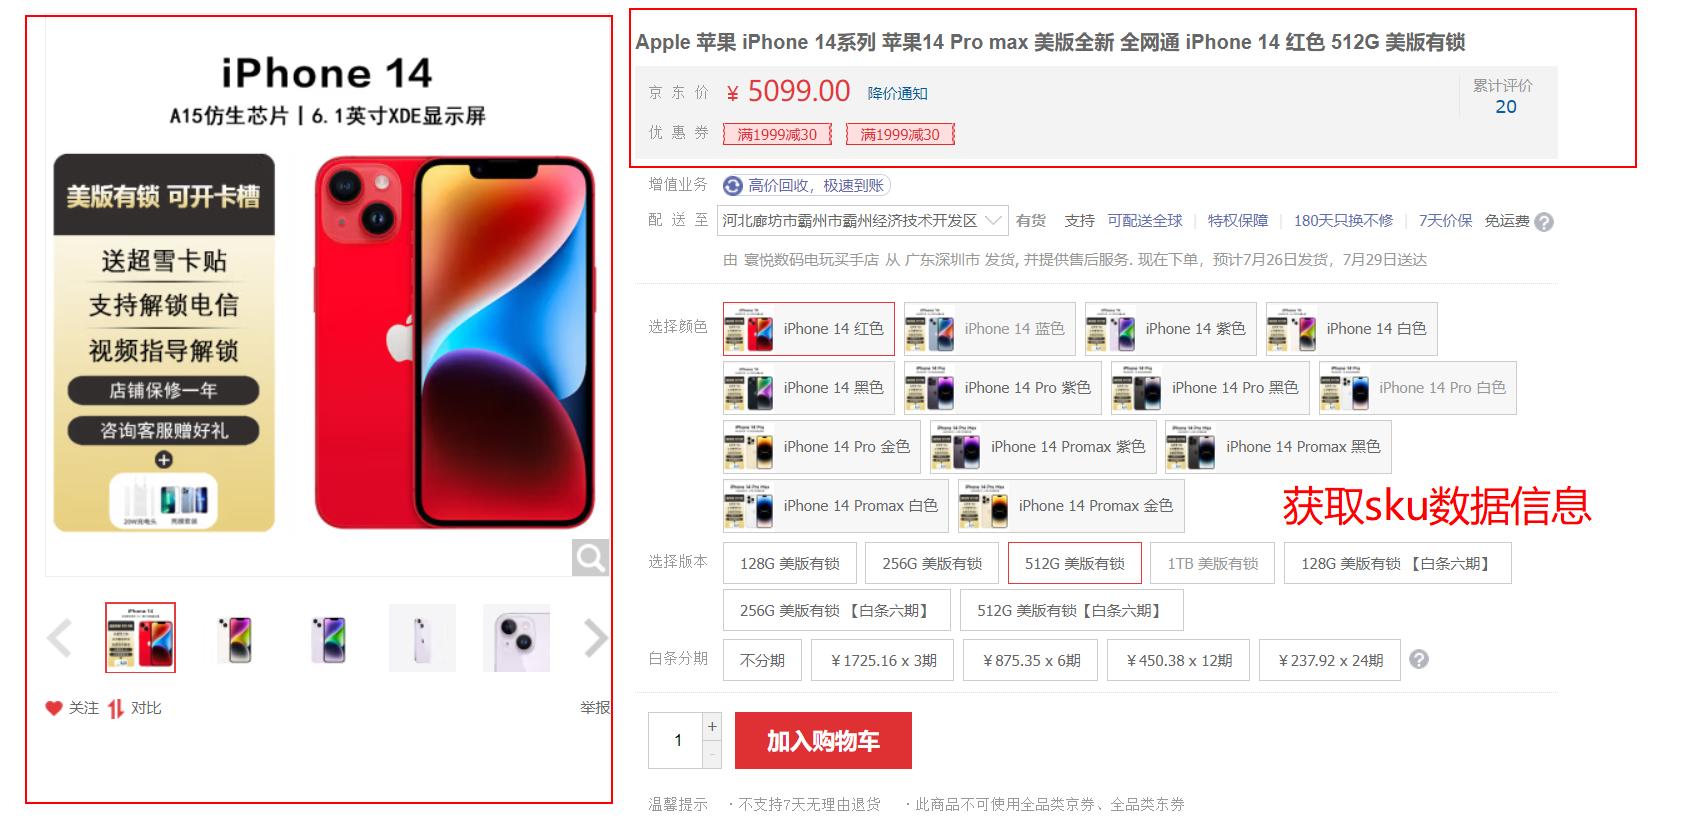 iPhone 14
A15仿生芯片丨6.1英寸XDE显示屏
美版有锁 可开卡槽
送超雪卡贴
支持解锁电信
视频指导解锁
店铺保修一年
咨询客服赠好礼
20W充电头
关注 对比 举报
Apple 苹果 iPhone 14系列 苹果14 Pro max 美版全新 全网通 iPhone 14 红色 512G 美版有锁
京东价 ￥ 5099.00 降价通知
累计评价
20
优惠券 满1999减30 满1999减30
增值业务 高价回收，极速到账
配送至 河北廊坊市霸州市霸州经济技术开发区 有货 支持 可配送全球 | 特权保障 | 180天只换不修 | 7天价保 免运费 ?
由 寰悦数码电玩买手店 从 广东深圳市 发货, 并提供售后服务. 现在下单，预计7月26日发货，7月29日送达
选择颜色 iPhone 14 红色 iPhone 14 蓝色 iPhone 14 紫色 iPhone 14 白色
iPhone 14 黑色 iPhone 14 Pro 紫色 iPhone 14 Pro 黑色 iPhone 14 Pro 白色
iPhone 14 Pro 金色 iPhone 14 Promax 紫色 iPhone 14 Promax 黑色
iPhone 14 Promax 白色 iPhone 14 Promax 金色
获取sku数据信息
选择版本 128G 美版有锁 256G 美版有锁 512G 美版有锁 1TB 美版有锁 128G 美版有锁 【白条六期】
256G 美版有锁 【白条六期】 512G 美版有锁【白条六期】
白条分期 不分期 ￥1725.16 x 3期 ￥875.35 x 6期 ￥450.38 x 12期 ￥237.92 x 24期 ?
1 + -
加入购物车
温馨提示 ·不支持7天无理由退货 ·此商品不可使用全品类京券、全品类东券